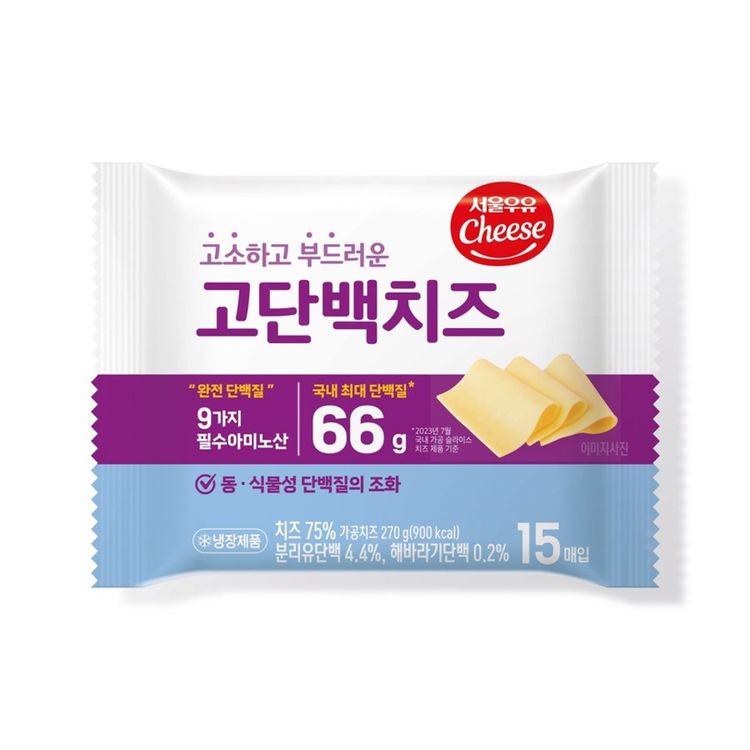 서울우유
Cheese
고소하고 부드러운
고단백치즈
"완전 단백질"
9가지
필수아미노산
국내 최대 단백질*
66 g
*2023년 7월
국내 가공 슬라이스
치즈 제품 기준
이미지사진
동·식물성 단백질의 조화
냉장제품
치즈 75% 가공치즈 270 g(900 kcal)
분리유단백 4.4%, 해바라기단백 0.2%
15매입